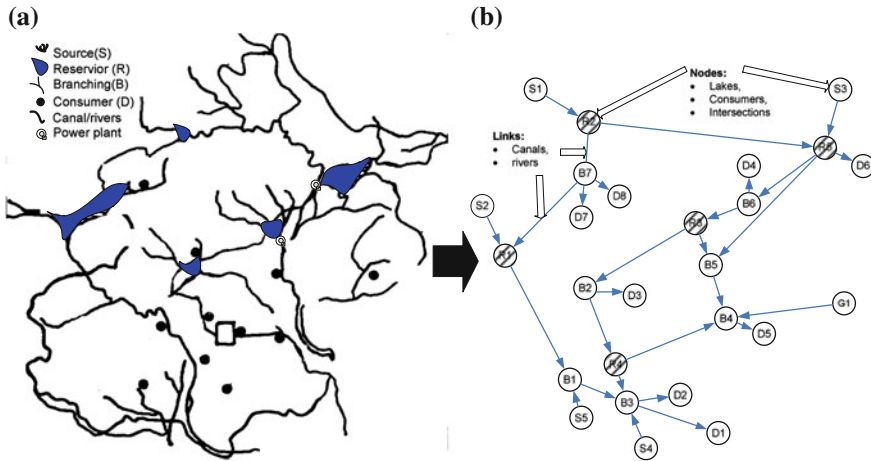 (a)
Source(S)
Reservior (R)
Branching(B)
Consumer (D)
Canal/rivers
Power plant
(b)
Nodes:
• Lakes,
• Consumers,
• Intersections
Links:
• Canals,
• rivers
S1
S3
R2
R5
D4
D6
B7
D8
D7
B6
S2
R3
R1
B5
B2
D3
G1
B4
D5
R4
B1
B3
D2
S5
D1
S4